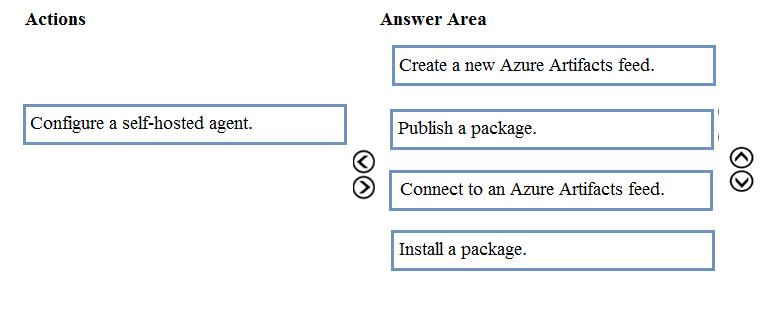 Actions
Answer Area
Create a new Azure Artifacts feed.
Configure a self-hosted agent.
Publish a package.
Connect to an Azure Artifacts feed.
Install a package.